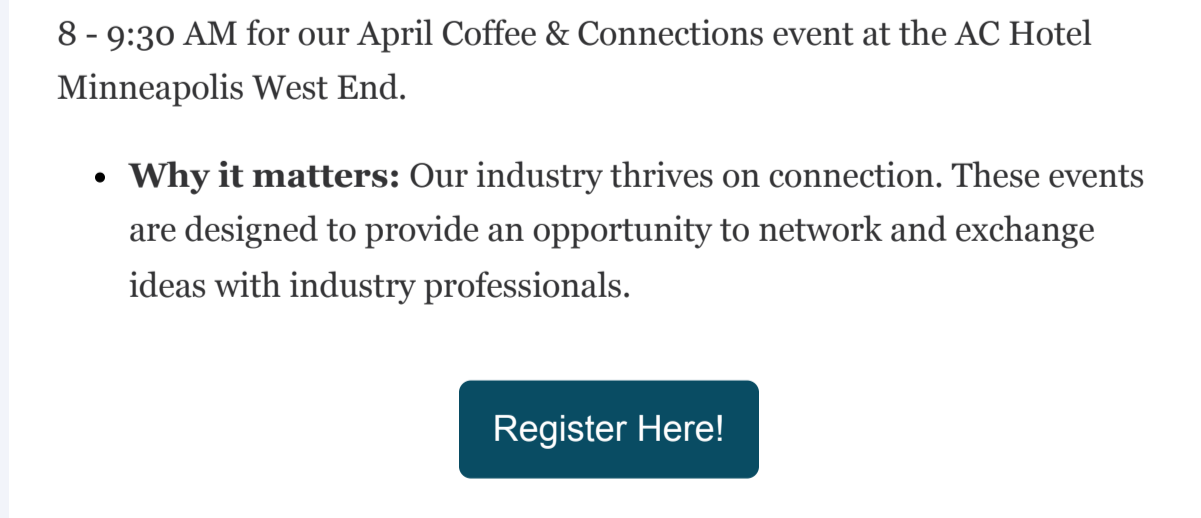 8 - 9:30 AM for our April Coffee & Connections event at the AC Hotel
Minneapolis West End.
• Why it matters: Our industry thrives on connection. These events
are designed to provide an opportunity to network and exchange
ideas with industry professionals.
Register Here!